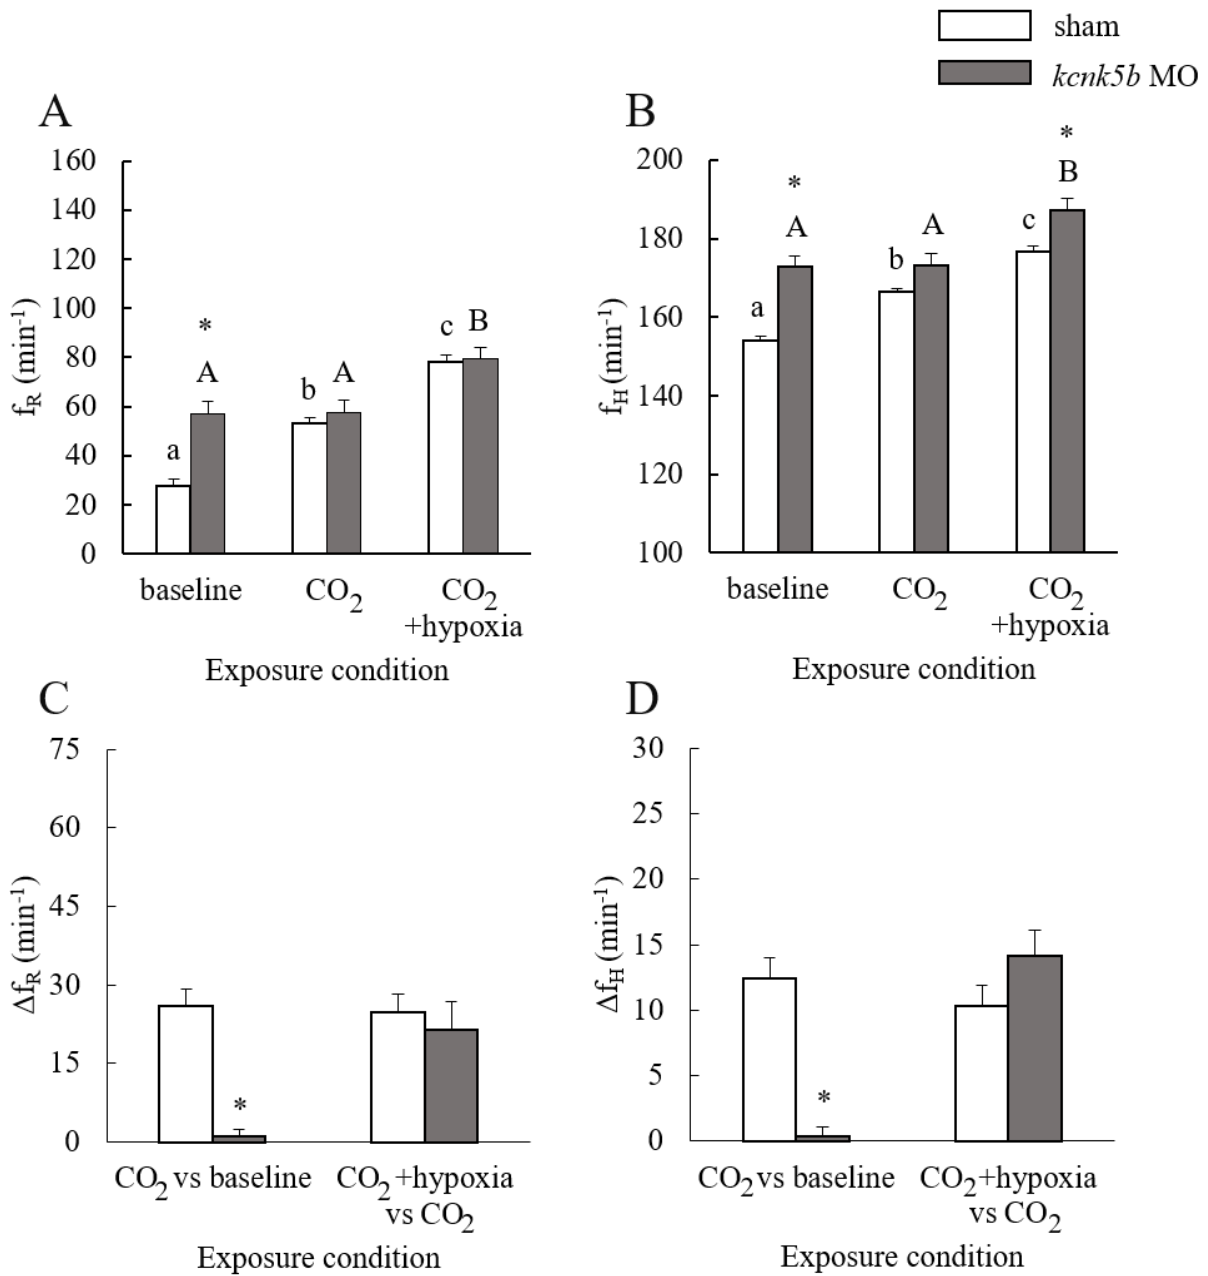 sham
kcnk5b MO
A
160
140
120
100
80
60
40
20
0
fR (min-1)
a
*
A
b
A
c
B
baseline
CO2
CO2
+hypoxia
Exposure condition
B
200
180
160
140
120
100
fH (min-1)
a
*
A
b
A
c
*
B
baseline
CO2
CO2
+hypoxia
Exposure condition
C
75
60
45
30
15
0
ΔfR (min-1)
*
CO2 vs baseline
CO2 +hypoxia
vs CO2
Exposure condition
D
30
25
20
15
10
5
0
ΔfH (min-1)
*
CO2 vs baseline
CO2+hypoxia
vs CO2
Exposure condition